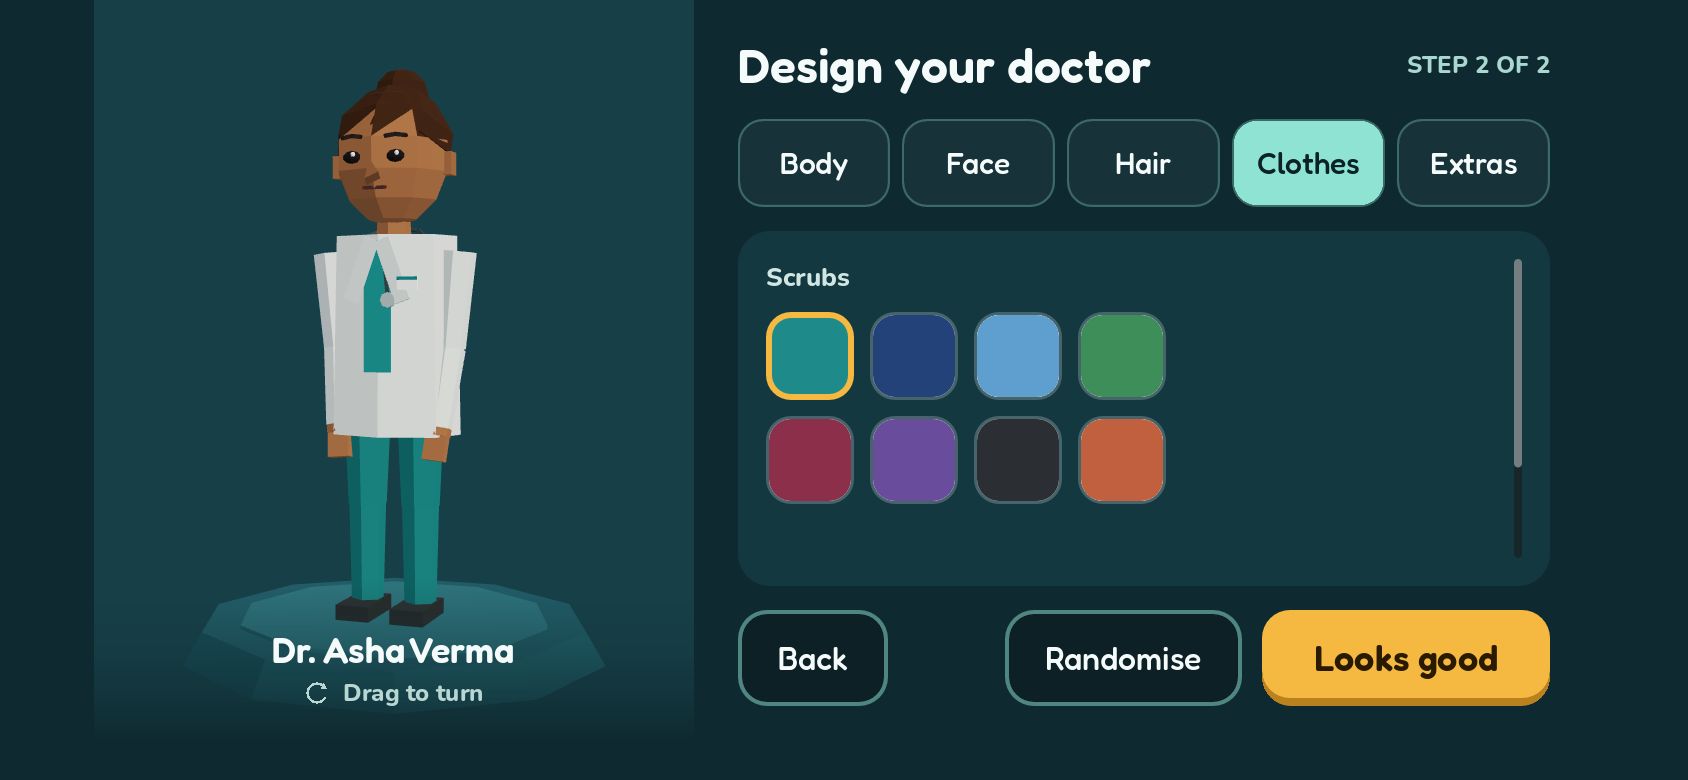 Design your doctor
STEP 2 OF 2
Body
Face
Hair
Clothes
Extras
Scrubs
Dr. Asha Verma
Drag to turn
Back
Randomise
Looks good